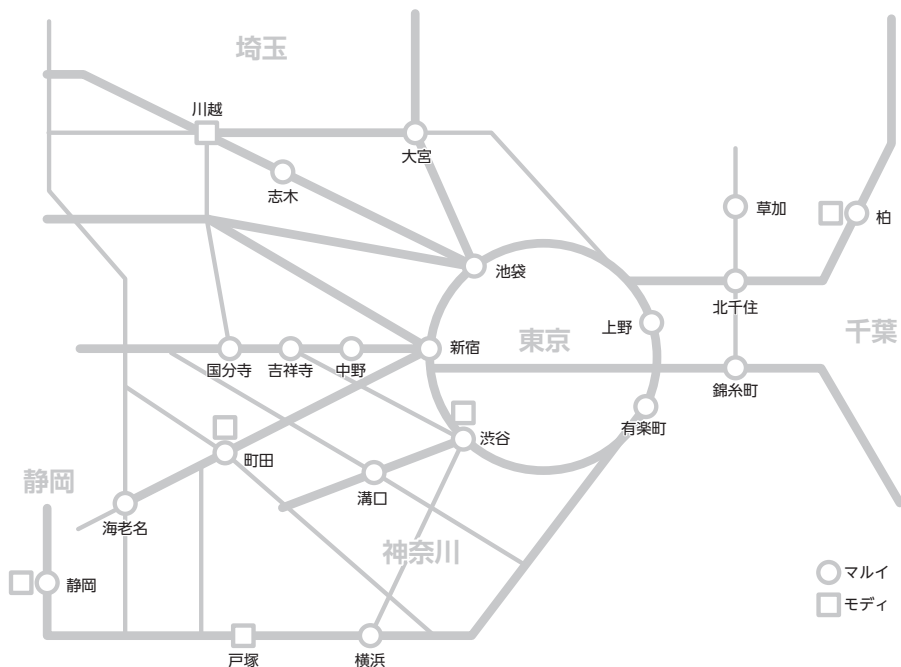 埼玉
川越
大宮
志木
草加
柏
池袋
北千住
上野
東京
千葉
国分寺
吉祥寺
中野
新宿
錦糸町
有楽町
渋谷
町田
静岡
溝口
海老名
神奈川
静岡
マルイ
モディ
戸塚
横浜